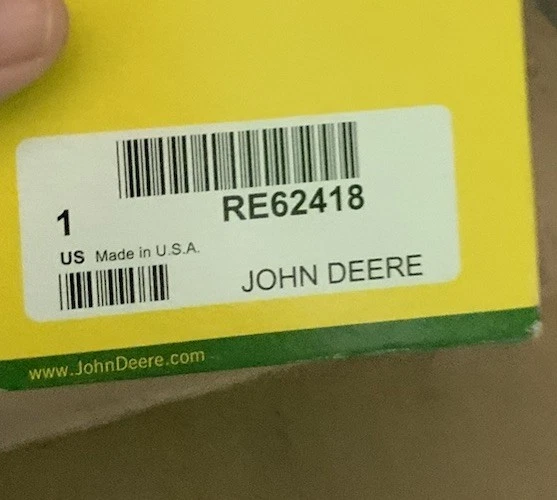 RE62418
1
US Made in U.S.A.
JOHN DEERE
www.JohnDeere.com